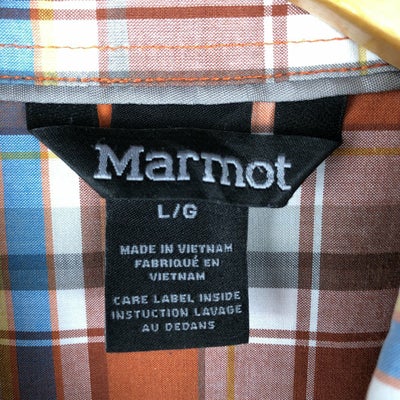 Marmot
L/G
MADE IN VIETNAM
FABRIQUÉ EN
VIETNAM
CARE LABEL INSIDE
INSTUCTION LAVAGE
AU DEDANS